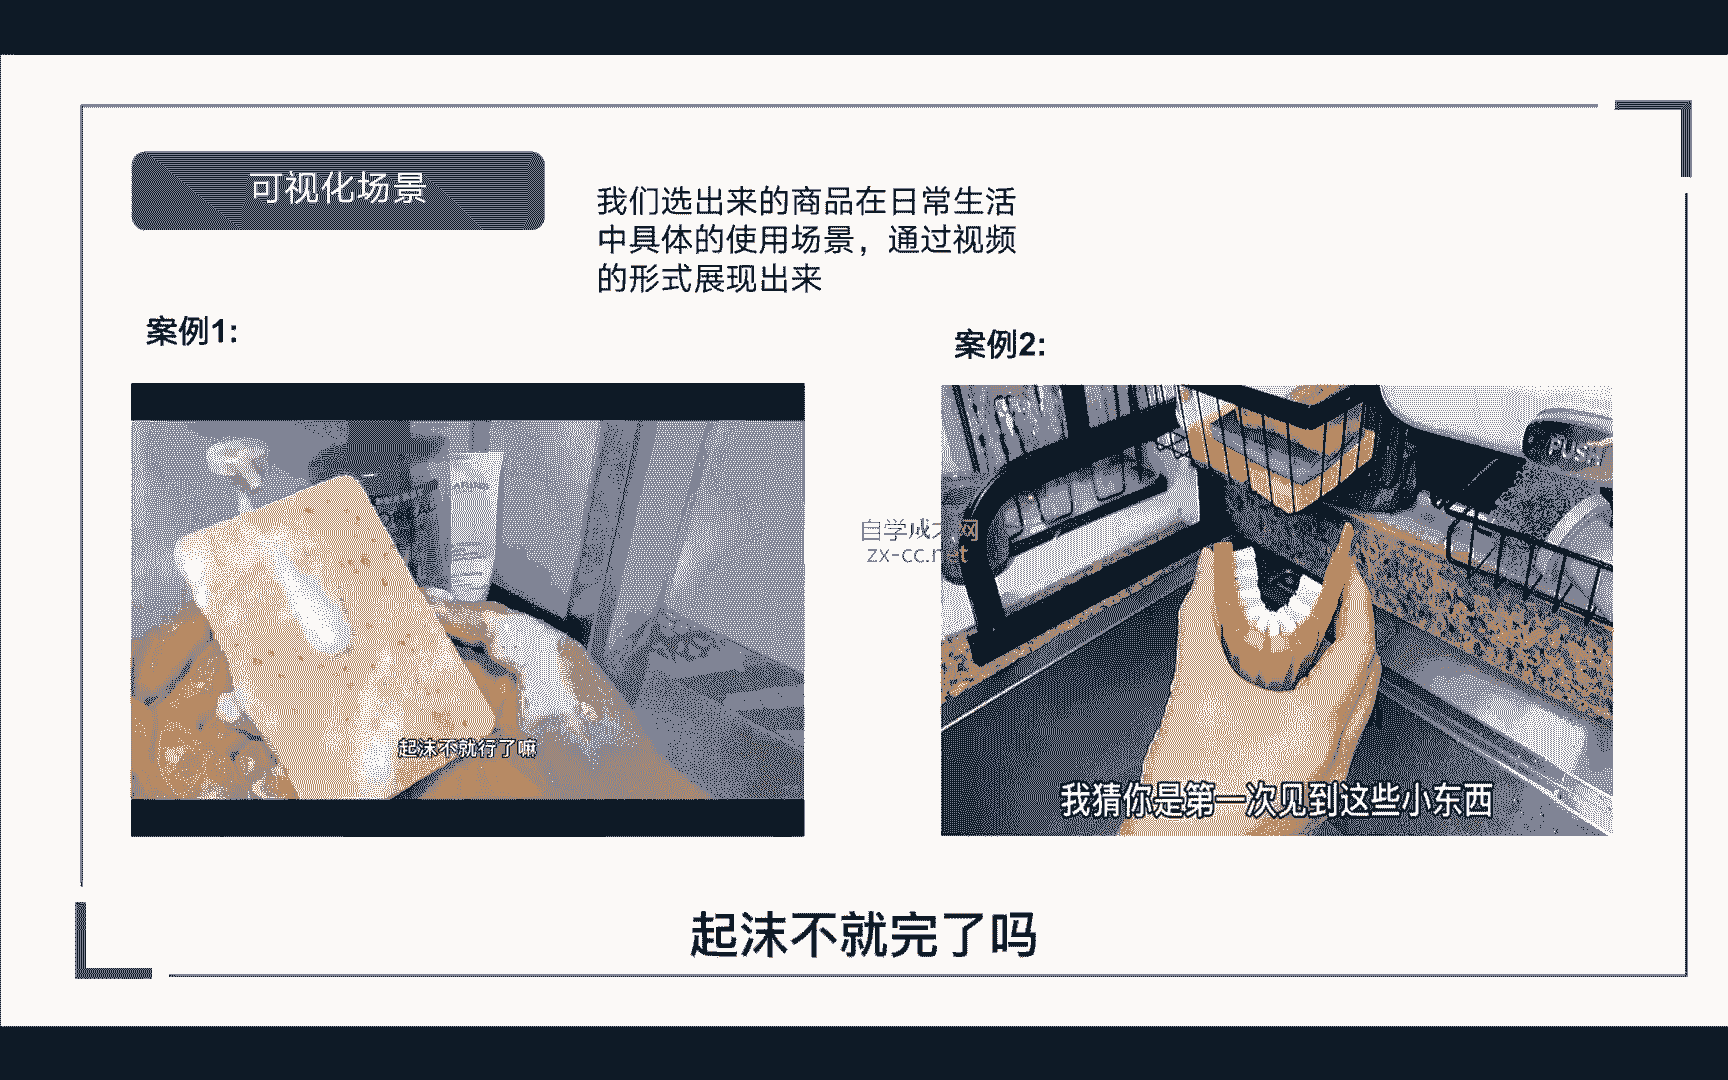 可视化场景
我们选出来的商品在日常生活
中具体的使用场景，通过视频
的形式展现出来
案例1:
案例2:
PUSH
自学成才网
zx-cc.net
起沫不就行了嘛
我猜你是第一次见到这些小东西
起沫不就完了吗